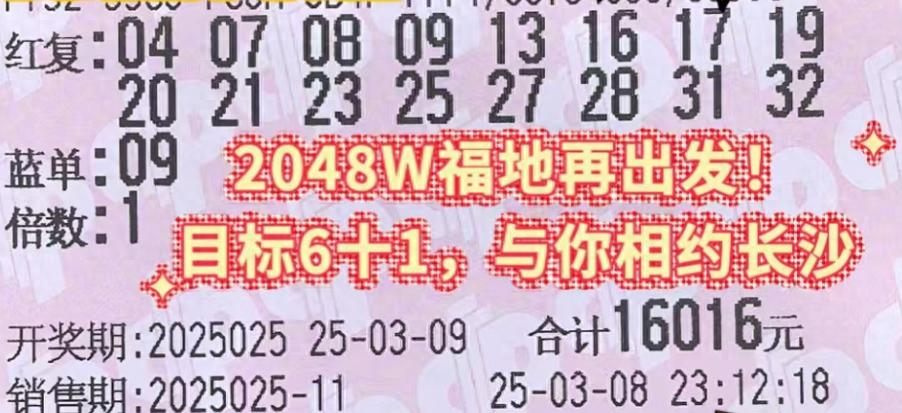 红复:04 07 08 09 13 16 17 19
20 21 23 25 27 28 31 32
蓝单:09
倍数:1
2048W福地再出发！
目标6十1，与你相约长沙
开奖期:2025025 25-03-09 合计16016元
销售期:2025025-11 25-03-08 23:12:18